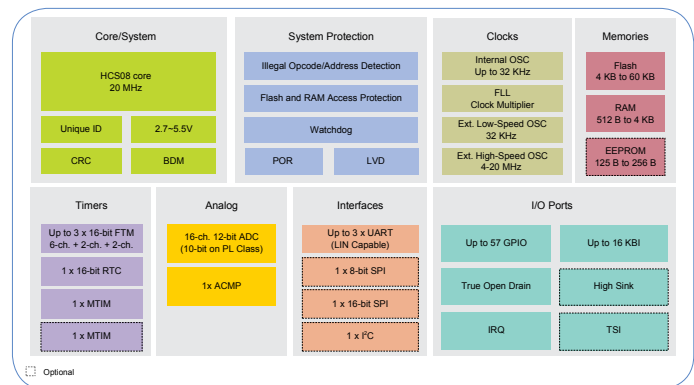 Core/System
HCS08 core
20 MHz
Unique ID
2.7~5.5V
CRC
BDM
System Protection
Illegal Opcode/Address Detection
Flash and RAM Access Protection
Watchdog
POR
LVD
Clocks
Internal OSC
Up to 32 KHz
FLL
Clock Multiplier
Ext. Low-Speed OSC
32 KHz
Ext. High-Speed OSC
4-20 MHz
Memories
Flash
4 KB to 60 KB
RAM
512 B to 4 KB
EEPROM
125 B to 256 B
Timers
Up to 3 x 16-bit FTM
6-ch. + 2-ch. + 2-ch.
1 x 16-bit RTC
1 x MTIM
1 x MTIM
Analog
16-ch. 12-bit ADC
(10-bit on PL Class)
1x ACMP
Interfaces
Up to 3 x UART
(LIN Capable)
1 x 8-bit SPI
1 x 16-bit SPI
1 x I²C
I/O Ports
Up to 57 GPIO
Up to 16 KBI
True Open Drain
High Sink
IRQ
TSI
Optional